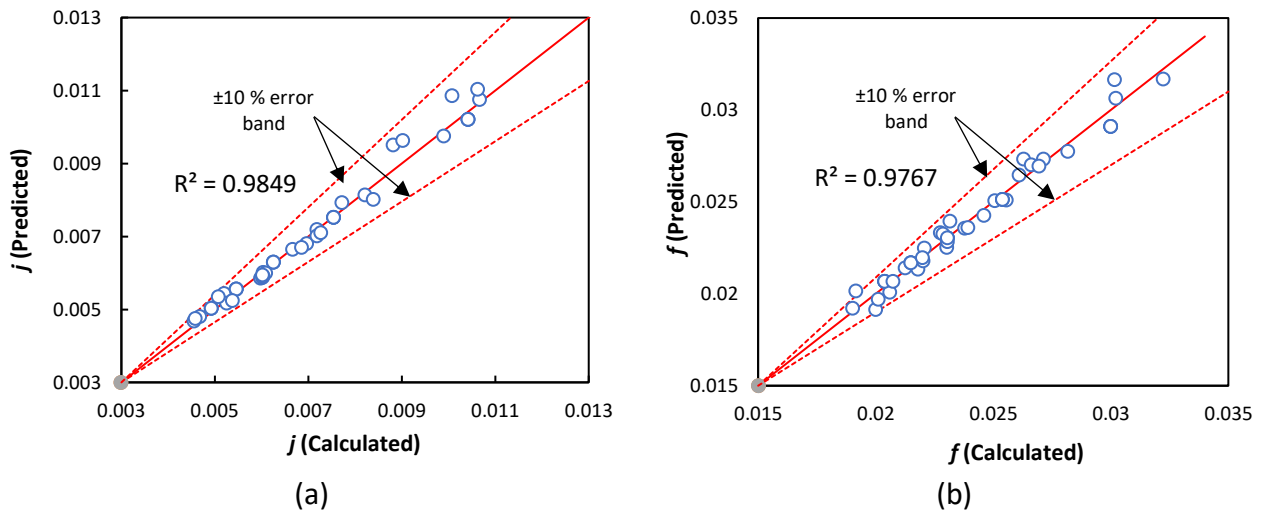 0.013
0.011
0.009
0.007
0.005
0.003
j (Predicted)
±10 % error
band
R² = 0.9849
0.003
0.005
0.007
0.009
0.011
0.013
j (Calculated)
(a)
0.035
0.03
0.025
0.02
0.015
f (Predicted)
±10 % error
band
R² = 0.9767
0.015
0.02
0.025
0.03
0.035
f (Calculated)
(b)